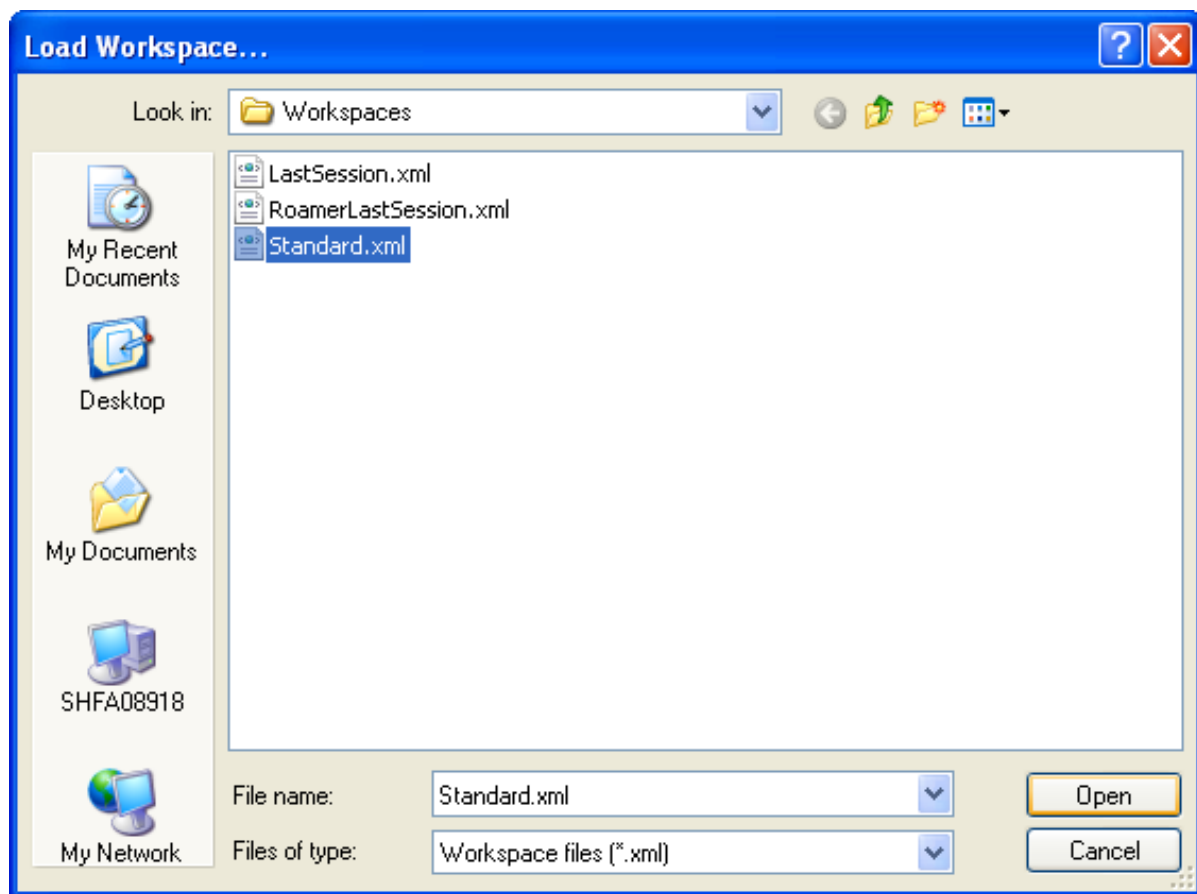 Load Workspace...
Look in: Workspaces
LastSession.xml
RoamerLastSession.xml
Standard.xml
My Recent
Documents
Desktop
My Documents
SHFA08918
My Network
File name: Standard.xml Open
Files of type: Workspace files (*.xml) Cancel